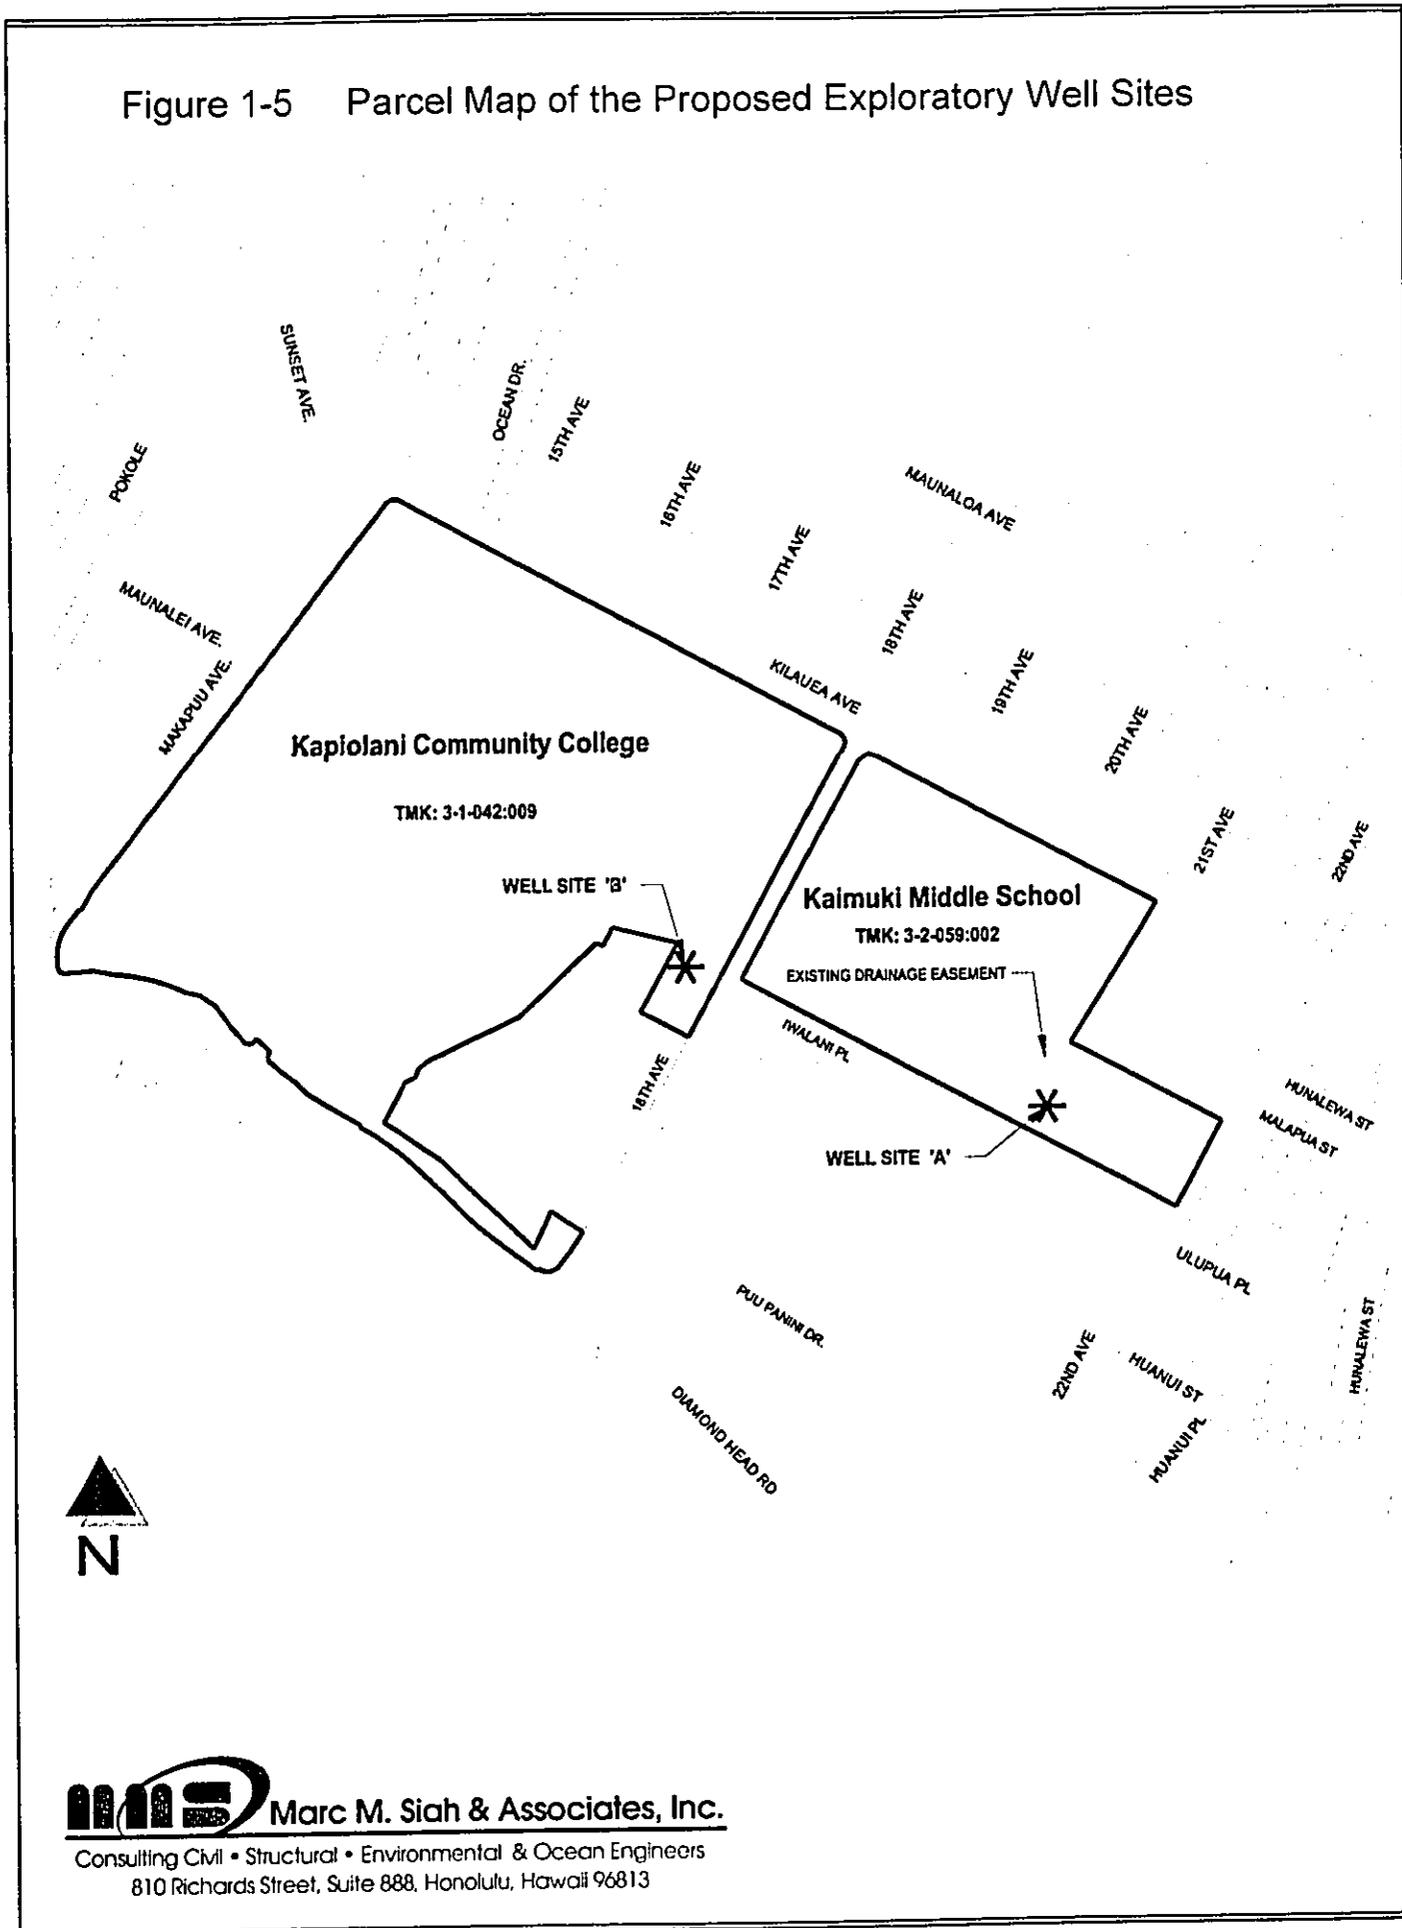 Figure 1-5 Parcel Map of the Proposed Exploratory Well Sites
SUNSET AVE.
OCEAN DR.
15TH AVE
POKOLE
16TH AVE
MAUNALOA AVE
17TH AVE
MAUNALEI AVE.
18TH AVE
MAKAPUU AVE.
KILAUEA AVE
19TH AVE
20TH AVE
Kapiolani Community College
TMK: 3-1-042:009
21ST AVE
22ND AVE
WELL SITE 'B'
Kaimuki Middle School
TMK: 3-2-059:002
EXISTING DRAINAGE EASEMENT
IWALANI PL
18TH AVE
HUNALEWA ST
MALAPUA ST
WELL SITE 'A'
ULUPUA PL
PUU PANINI DR.
HUNALEWA ST
22ND AVE
HUANUI ST
DIAMOND HEAD RD
HUANUI PL
N
mms Marc M. Siah & Associates, Inc.
Consulting Civil • Structural • Environmental & Ocean Engineers
810 Richards Street, Suite 888, Honolulu, Hawaii 96813